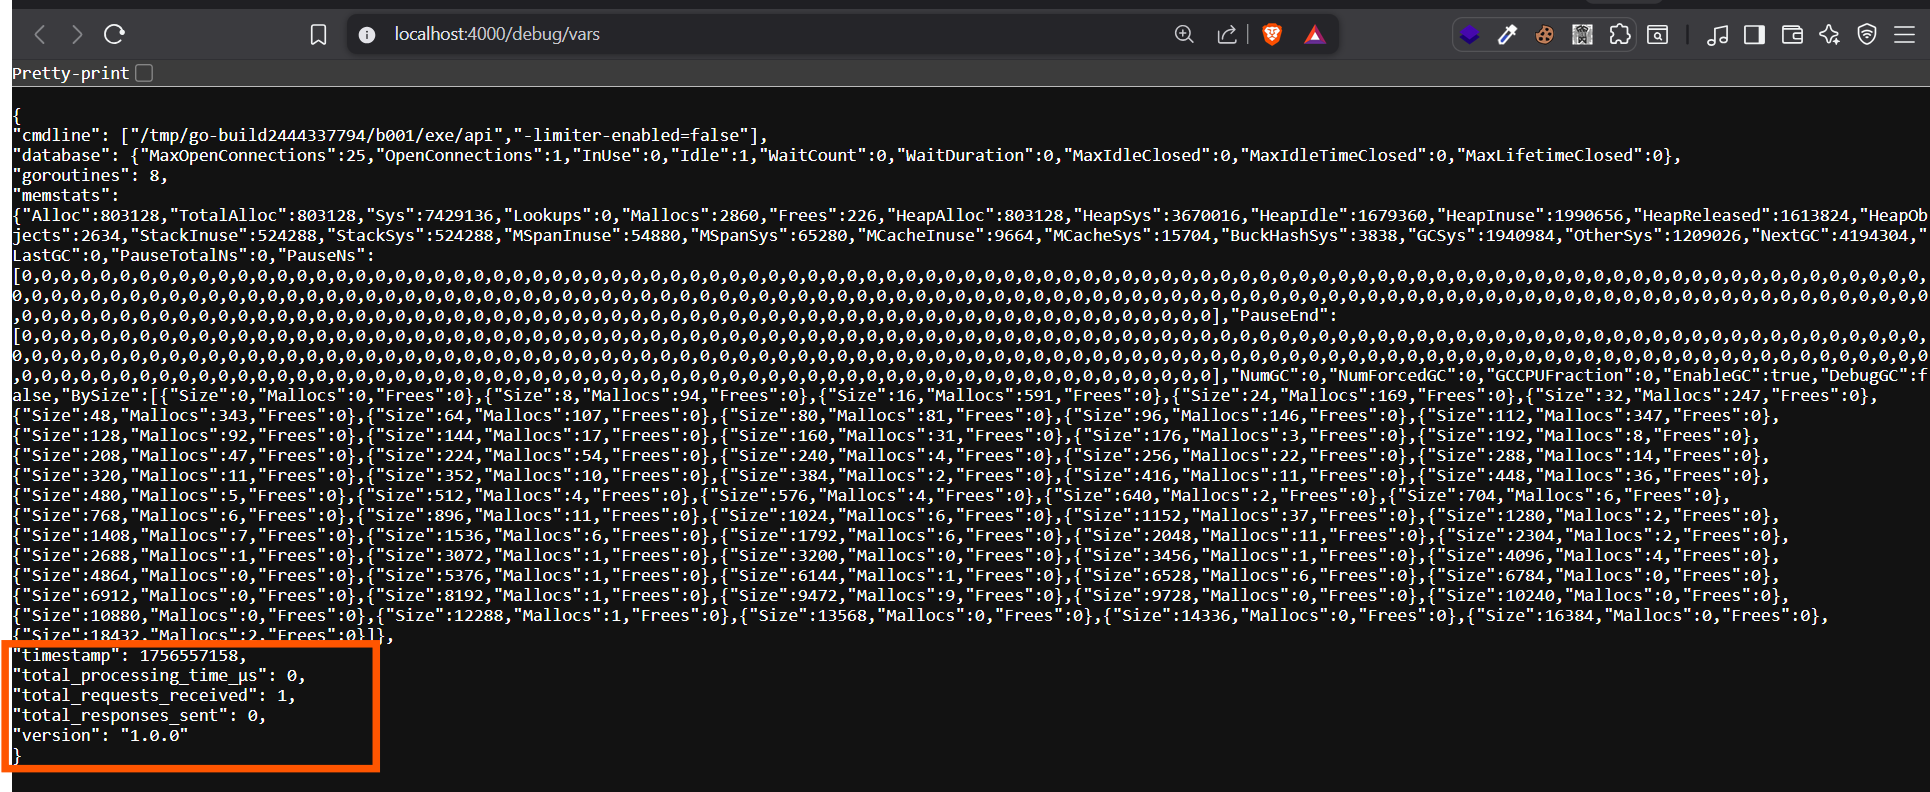 localhost:4000/debug/vars
Pretty-print
{
"cmdline": ["/tmp/go-build2444337794/b001/exe/api","-limiter-enabled=false"],
"database": {"MaxOpenConnections":25,"OpenConnections":1,"InUse":0,"Idle":1,"WaitCount":0,"WaitDuration":0,"MaxIdleClosed":0,"MaxIdleTimeClosed":0,"MaxLifetimeClosed":0},
"goroutines": 8,
"memstats":
{"Alloc":803128,"TotalAlloc":803128,"Sys":7429136,"Lookups":0,"Mallocs":2860,"Frees":226,"HeapAlloc":803128,"HeapSys":3670016,"HeapIdle":1679360,"HeapInuse":1990656,"HeapReleased":1613824,"HeapOb
jects":2634,"StackInuse":524288,"StackSys":524288,"MSpanInuse":54880,"MSpanSys":65280,"MCacheInuse":9664,"MCacheSys":15704,"BuckHashSys":3838,"GCSys":1940984,"OtherSys":1209026,"NextGC":4194304,"
LastGC":0,"PauseTotalNs":0,"PauseNs":
[0,0,0,0,0,0,0,0,0,0,0,0,0,0,0,0,0,0,0,0,0,0,0,0,0,0,0,0,0,0,0,0,0,0,0,0,0,0,0,0,0,0,0,0,0,0,0,0,0,0,0,0,0,0,0,0,0,0,0,0,0,0,0,0,0,0,0,0,0,0,0,0,0,0,0,0,0,0,0,0,0,0,0,0,0,0,0,0,0,0,0,0,0,0,0,0,0,
0,0,0,0,0,0,0,0,0,0,0,0,0,0,0,0,0,0,0,0,0,0,0,0,0,0,0,0,0,0,0,0,0,0,0,0,0,0,0,0,0,0,0,0,0,0,0,0,0,0,0,0,0,0,0,0,0,0,0,0,0,0,0,0,0,0,0,0,0,0,0,0,0,0,0,0,0,0,0,0,0,0,0,0,0,0,0,0,0,0,0,0,0,0,0,0,0,0
,0,0,0,0,0,0,0,0,0,0,0,0,0,0,0,0,0,0,0,0,0,0,0,0,0,0,0,0,0,0,0,0,0,0,0,0,0,0,0,0,0,0,0,0,0,0,0,0,0,0,0,0,0,0,0,0,0,0,0,0,0],"PauseEnd":
[0,0,0,0,0,0,0,0,0,0,0,0,0,0,0,0,0,0,0,0,0,0,0,0,0,0,0,0,0,0,0,0,0,0,0,0,0,0,0,0,0,0,0,0,0,0,0,0,0,0,0,0,0,0,0,0,0,0,0,0,0,0,0,0,0,0,0,0,0,0,0,0,0,0,0,0,0,0,0,0,0,0,0,0,0,0,0,0,0,0,0,0,0,0,0,0,0,
0,0,0,0,0,0,0,0,0,0,0,0,0,0,0,0,0,0,0,0,0,0,0,0,0,0,0,0,0,0,0,0,0,0,0,0,0,0,0,0,0,0,0,0,0,0,0,0,0,0,0,0,0,0,0,0,0,0,0,0,0,0,0,0,0,0,0,0,0,0,0,0,0,0,0,0,0,0,0,0,0,0,0,0,0,0,0,0,0,0,0,0,0,0,0,0,0,0
,0,0,0,0,0,0,0,0,0,0,0,0,0,0,0,0,0,0,0,0,0,0,0,0,0,0,0,0,0,0,0,0,0,0,0,0,0,0,0,0,0,0,0,0,0,0,0,0,0,0,0,0,0,0,0,0,0,0,0,0,0],"NumGC":0,"NumForcedGC":0,"GCCPUFraction":0,"EnableGC":true,"DebugGC":f
alse,"BySize":[{"Size":0,"Mallocs":0,"Frees":0},{"Size":8,"Mallocs":94,"Frees":0},{"Size":16,"Mallocs":591,"Frees":0},{"Size":24,"Mallocs":169,"Frees":0},{"Size":32,"Mallocs":247,"Frees":0},
{"Size":48,"Mallocs":343,"Frees":0},{"Size":64,"Mallocs":107,"Frees":0},{"Size":80,"Mallocs":81,"Frees":0},{"Size":96,"Mallocs":146,"Frees":0},{"Size":112,"Mallocs":347,"Frees":0},
{"Size":128,"Mallocs":92,"Frees":0},{"Size":144,"Mallocs":17,"Frees":0},{"Size":160,"Mallocs":31,"Frees":0},{"Size":176,"Mallocs":3,"Frees":0},{"Size":192,"Mallocs":8,"Frees":0},
{"Size":208,"Mallocs":47,"Frees":0},{"Size":224,"Mallocs":54,"Frees":0},{"Size":240,"Mallocs":4,"Frees":0},{"Size":256,"Mallocs":22,"Frees":0},{"Size":288,"Mallocs":14,"Frees":0},
{"Size":320,"Mallocs":11,"Frees":0},{"Size":352,"Mallocs":10,"Frees":0},{"Size":384,"Mallocs":2,"Frees":0},{"Size":416,"Mallocs":11,"Frees":0},{"Size":448,"Mallocs":36,"Frees":0},
{"Size":480,"Mallocs":5,"Frees":0},{"Size":512,"Mallocs":4,"Frees":0},{"Size":576,"Mallocs":4,"Frees":0},{"Size":640,"Mallocs":2,"Frees":0},{"Size":704,"Mallocs":6,"Frees":0},
{"Size":768,"Mallocs":6,"Frees":0},{"Size":896,"Mallocs":11,"Frees":0},{"Size":1024,"Mallocs":6,"Frees":0},{"Size":1152,"Mallocs":37,"Frees":0},{"Size":1280,"Mallocs":2,"Frees":0},
{"Size":1408,"Mallocs":7,"Frees":0},{"Size":1536,"Mallocs":6,"Frees":0},{"Size":1792,"Mallocs":6,"Frees":0},{"Size":2048,"Mallocs":11,"Frees":0},{"Size":2304,"Mallocs":2,"Frees":0},
{"Size":2688,"Mallocs":1,"Frees":0},{"Size":3072,"Mallocs":1,"Frees":0},{"Size":3200,"Mallocs":0,"Frees":0},{"Size":3456,"Mallocs":1,"Frees":0},{"Size":4096,"Mallocs":4,"Frees":0},
{"Size":4864,"Mallocs":0,"Frees":0},{"Size":5376,"Mallocs":1,"Frees":0},{"Size":6144,"Mallocs":1,"Frees":0},{"Size":6528,"Mallocs":6,"Frees":0},{"Size":6784,"Mallocs":0,"Frees":0},
{"Size":6912,"Mallocs":0,"Frees":0},{"Size":8192,"Mallocs":1,"Frees":0},{"Size":9472,"Mallocs":9,"Frees":0},{"Size":9728,"Mallocs":0,"Frees":0},{"Size":10240,"Mallocs":0,"Frees":0},
{"Size":10880,"Mallocs":0,"Frees":0},{"Size":12288,"Mallocs":1,"Frees":0},{"Size":13568,"Mallocs":0,"Frees":0},{"Size":14336,"Mallocs":0,"Frees":0},{"Size":16384,"Mallocs":0,"Frees":0},
{"Size":18432,"Mallocs":2,"Frees":0}]},
"timestamp": 1756557158,
"total_processing_time_μs": 0,
"total_requests_received": 1,
"total_responses_sent": 0,
"version": "1.0.0"
}